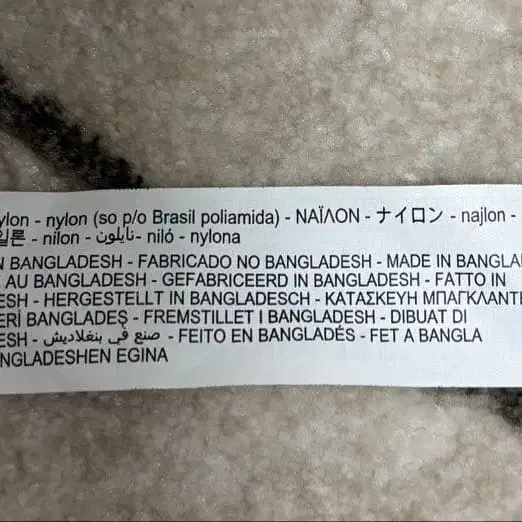 ylon - nylon (so p/o Brasil poliamida) - ΝΑΪΛΟΝ - ナイロン - najlon -
일론 - nilon - نايلون - niló - nylona
N BANGLADESH - FABRICADO NO BANGLADESH - MADE IN BANGLA
AU BANGLADESH - GEFABRICEERD IN BANGLADESH - FATTO IN
ESH - HERGESTELLT IN BANGLADESCH - ΚΑΤΑΣΚΕΥΗ ΜΠΑΓΚΛΑΝΤΕ
ERİ BANGLADEŞ - FREMSTILLET I BANGLADESH - DIBUAT DI
ESH - صنع في بنغلاديش - FEITO EN BANGLADÉS - FET A BANGLA
NGLADESHEN EGINA